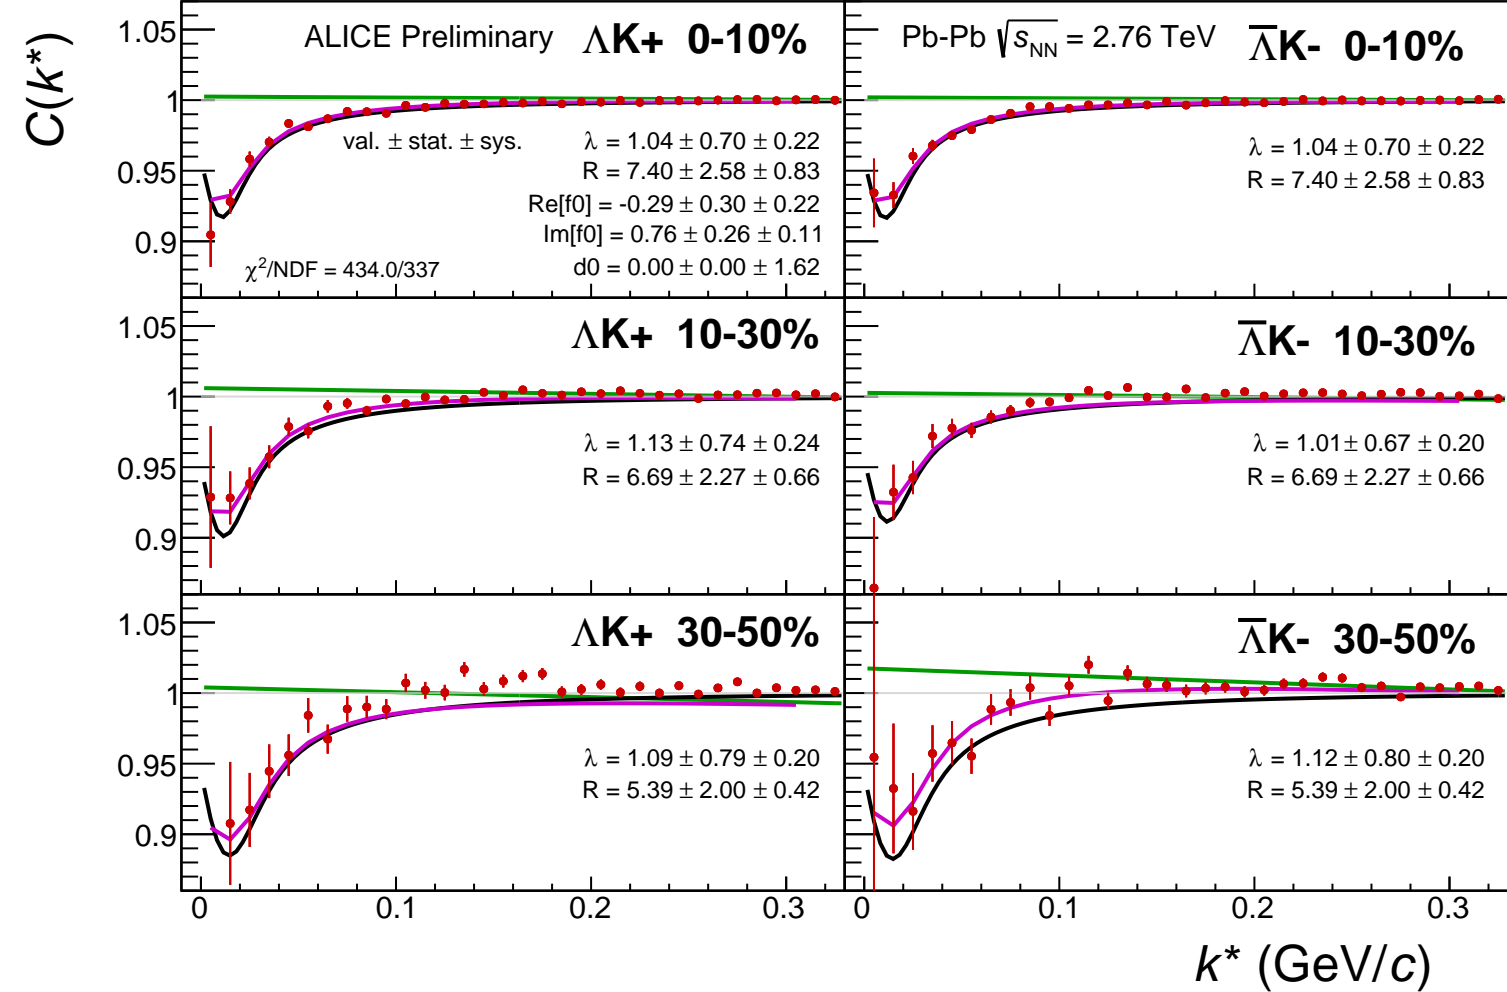 C(k*)
ALICE Preliminary ΛK+ 0-10%
1.05
1
0.95
0.9
val. ± stat. ± sys.
λ = 1.04 ± 0.70 ± 0.22
R = 7.40 ± 2.58 ± 0.83
Re[f0] = -0.29 ± 0.30 ± 0.22
Im[f0] = 0.76 ± 0.26 ± 0.11
χ²/NDF = 434.0/337
d0 = 0.00 ± 0.00 ± 1.62
Pb-Pb √s_NN = 2.76 TeV Λ̅K- 0-10%
λ = 1.04 ± 0.70 ± 0.22
R = 7.40 ± 2.58 ± 0.83
ΛK+ 10-30%
1.05
1
0.95
0.9
λ = 1.13 ± 0.74 ± 0.24
R = 6.69 ± 2.27 ± 0.66
Λ̅K- 10-30%
λ = 1.01± 0.67 ± 0.20
R = 6.69 ± 2.27 ± 0.66
ΛK+ 30-50%
1.05
1
0.95
0.9
λ = 1.09 ± 0.79 ± 0.20
R = 5.39 ± 2.00 ± 0.42
Λ̅K- 30-50%
λ = 1.12 ± 0.80 ± 0.20
R = 5.39 ± 2.00 ± 0.42
0 0.1 0.2 0.3
0 0.1 0.2 0.3
k* (GeV/c)